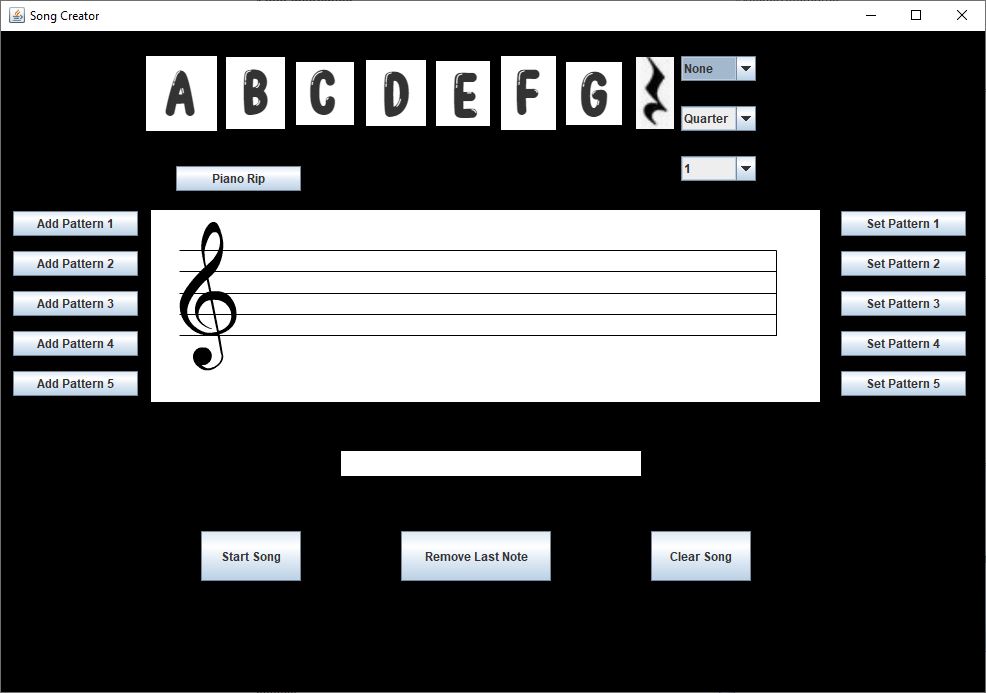 Song Creator
A B C D E F G
None
Quarter
1
Piano Rip
Add Pattern 1
Add Pattern 2
Add Pattern 3
Add Pattern 4
Add Pattern 5
Set Pattern 1
Set Pattern 2
Set Pattern 3
Set Pattern 4
Set Pattern 5
Start Song
Remove Last Note
Clear Song